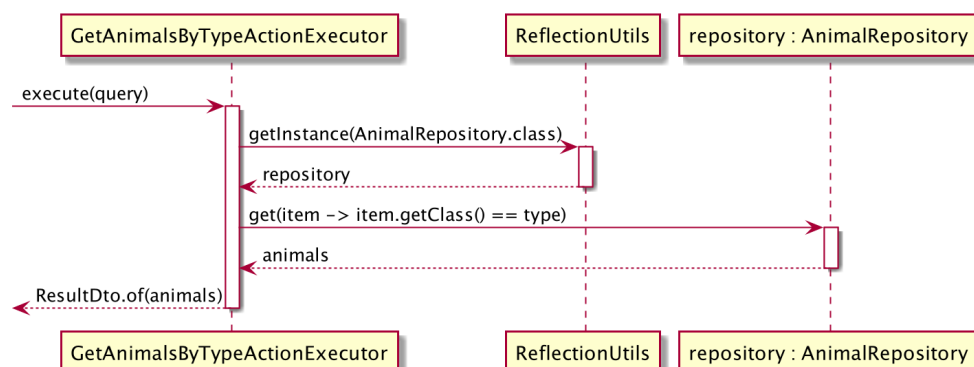 GetAnimalsByTypeActionExecutor
ReflectionUtils
repository : AnimalRepository
execute(query)
getInstance(AnimalRepository.class)
repository
get(item -> item.getClass() == type)
animals
ResultDto.of(animals)
GetAnimalsByTypeActionExecutor
ReflectionUtils
repository : AnimalRepository